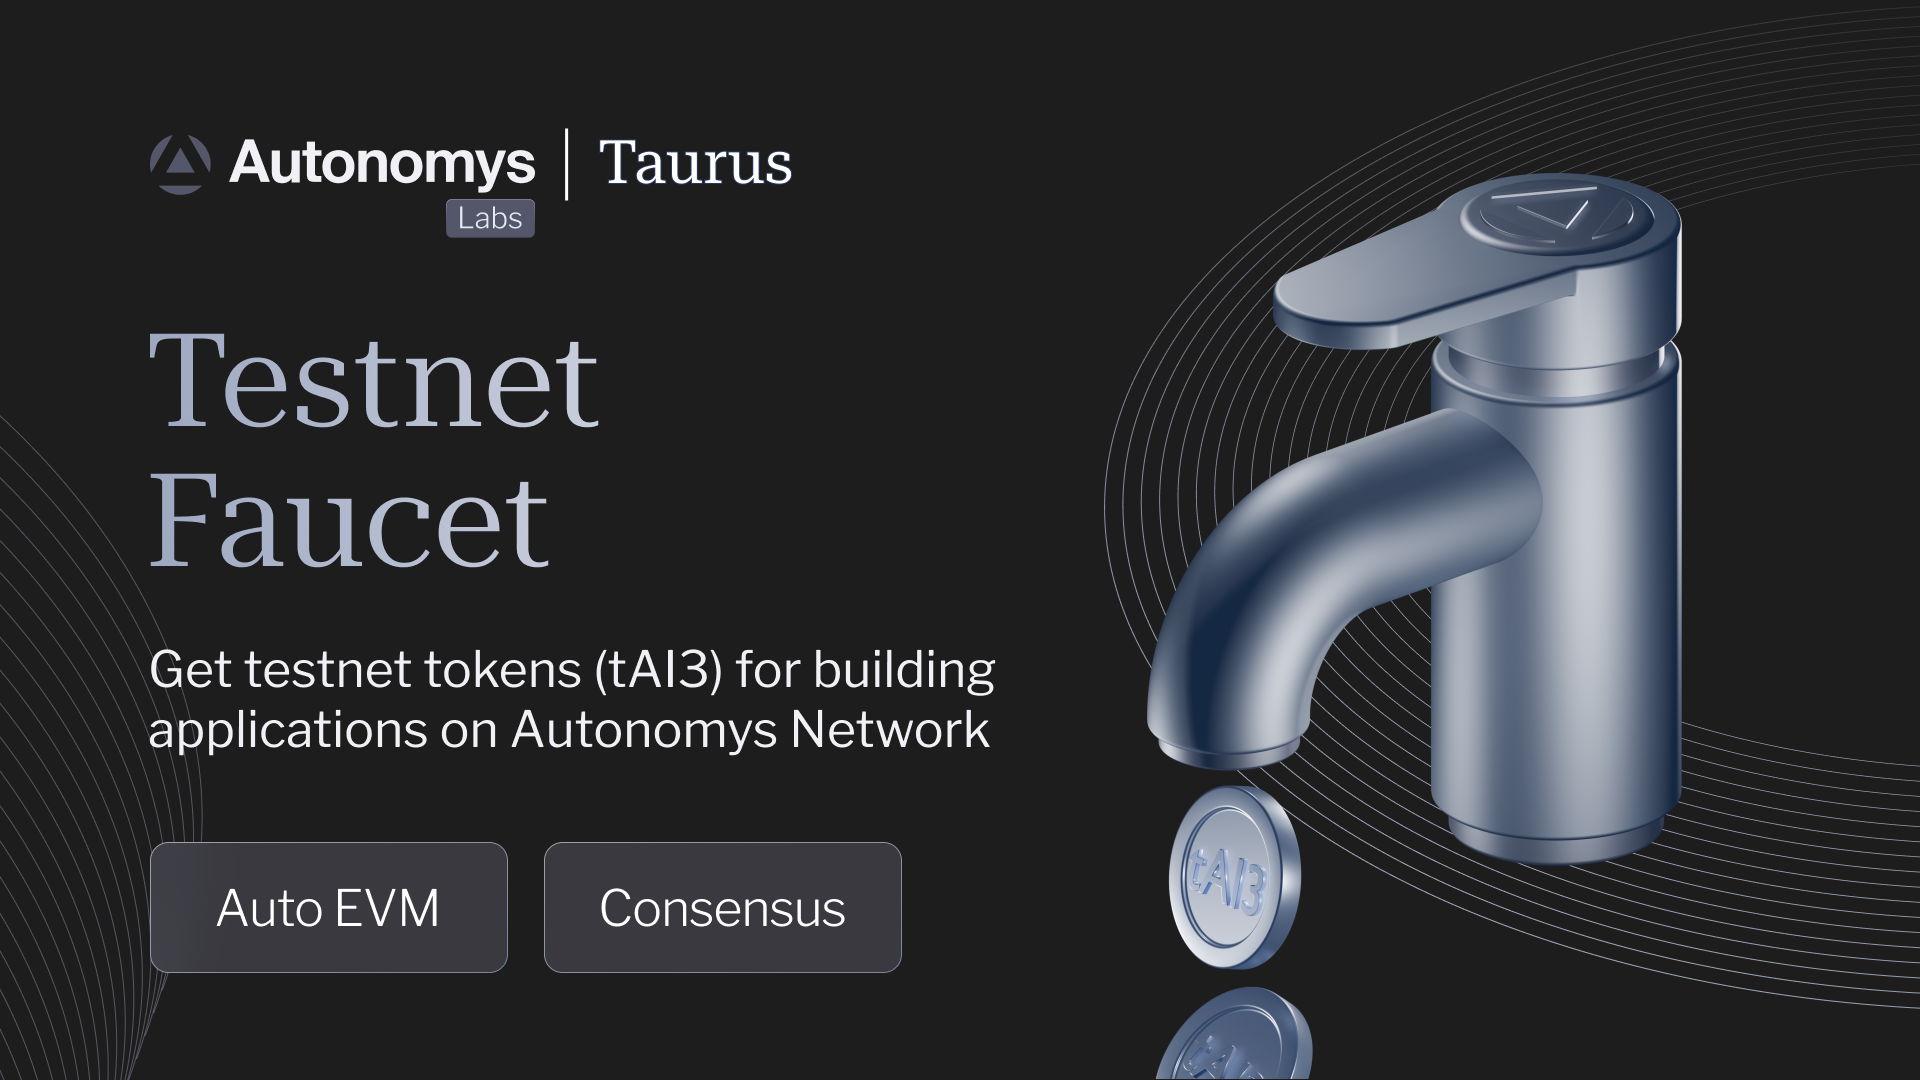 Autonomys | Taurus
Labs
Testnet
Faucet
Get testnet tokens (tAI3) for building
applications on Autonomys Network
Auto EVM
Consensus
tAI3
tAI3